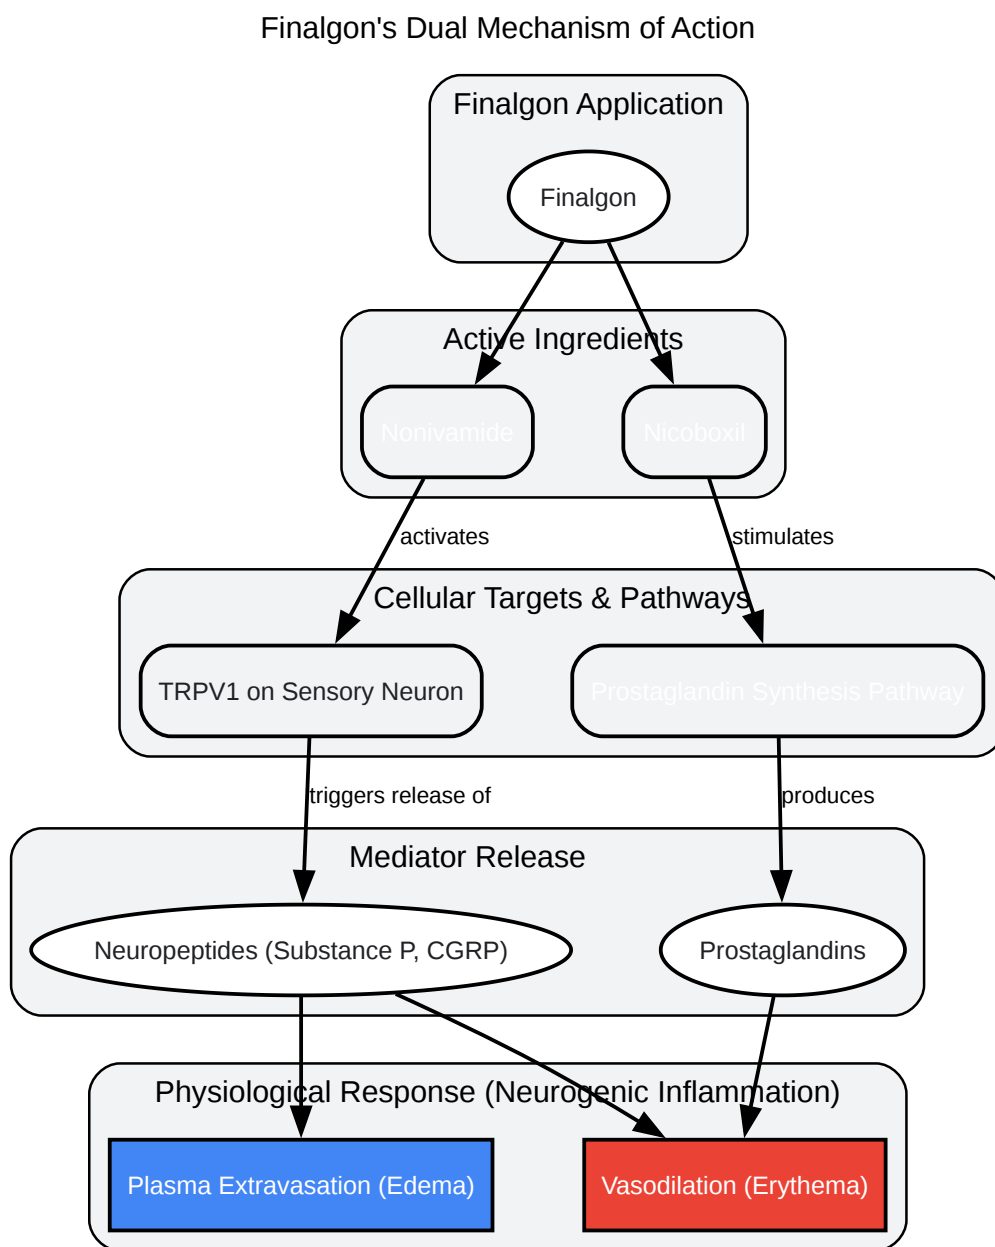 Finalgon's Dual Mechanism of Action
Finalgon Application
Finalgon
Active Ingredients
Nonivamide
Nicoboxil
activates
stimulates
Cellular Targets & Pathways
TRPV1 on Sensory Neuron
Prostaglandin Synthesis Pathway
triggers release of
produces
Mediator Release
Neuropeptides (Substance P, CGRP)
Prostaglandins
Physiological Response (Neurogenic Inflammation)
Plasma Extravasation (Edema)
Vasodilation (Erythema)